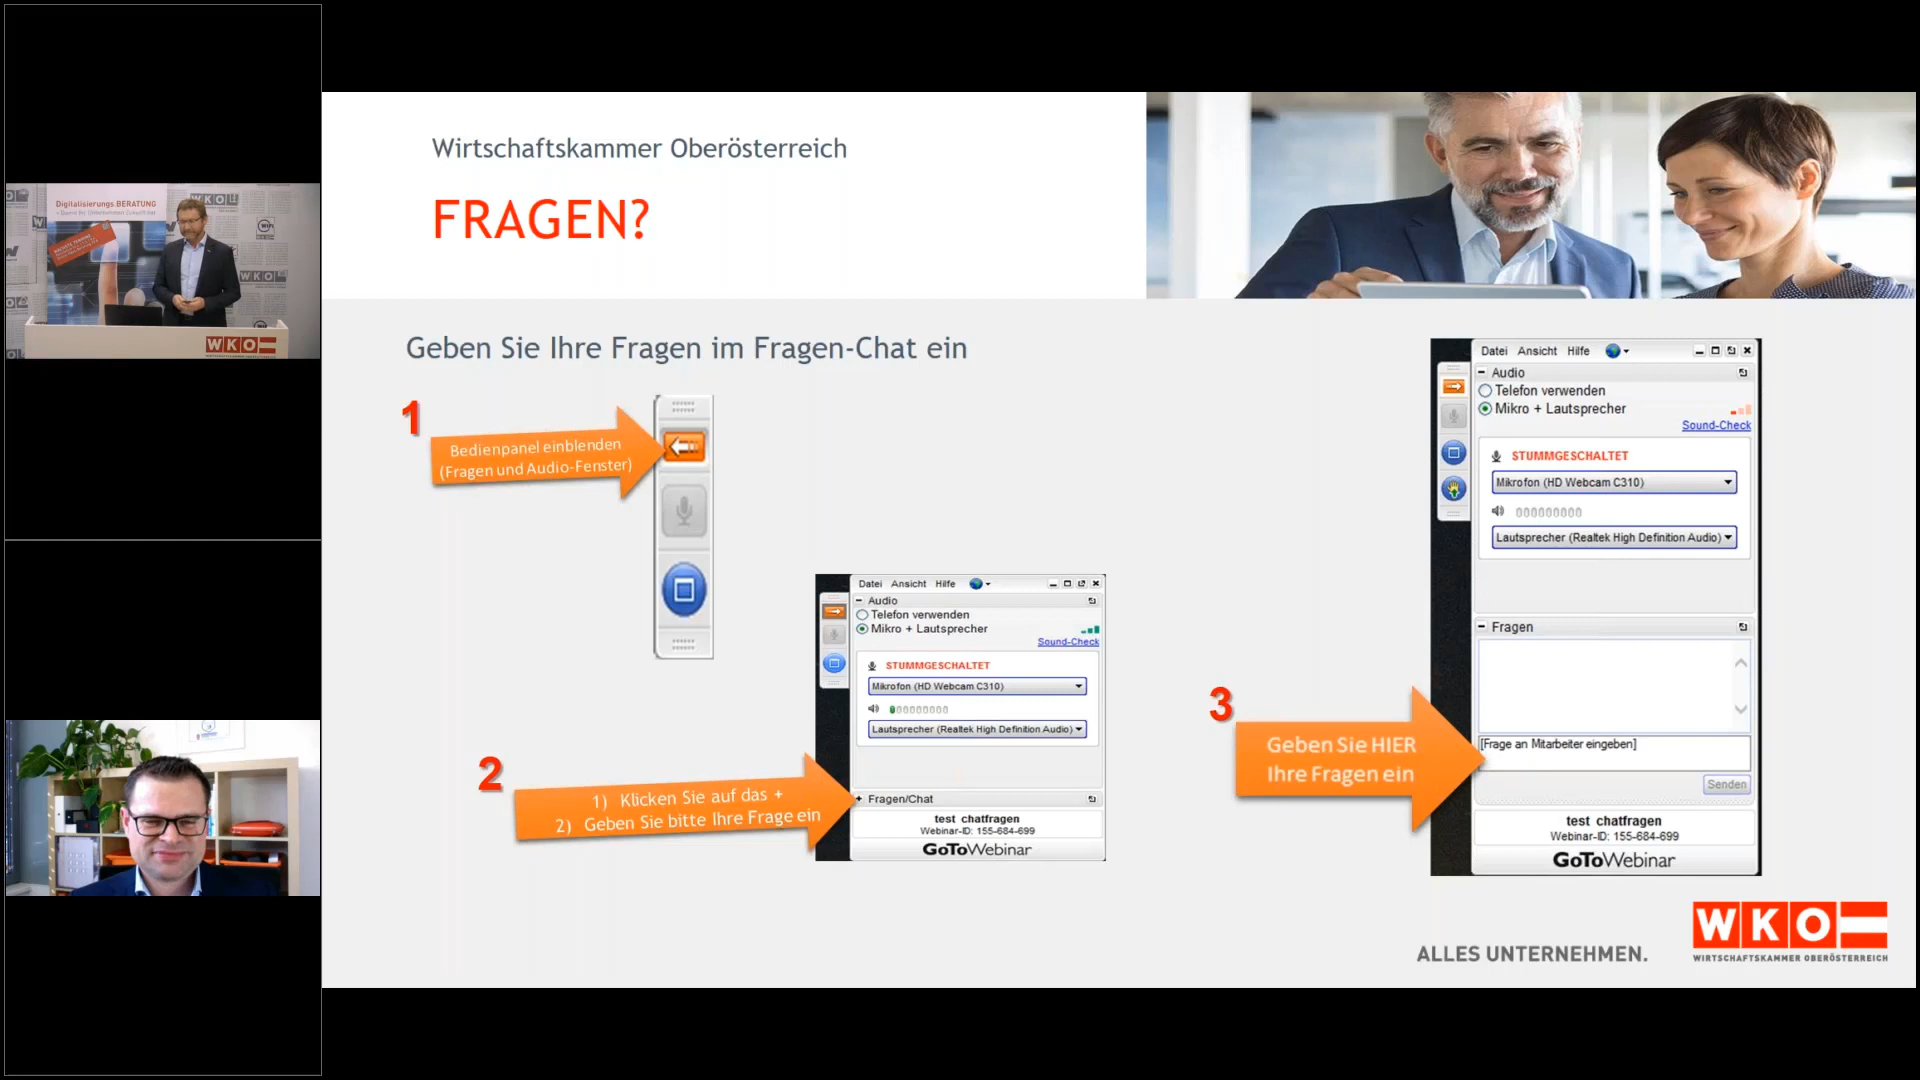 Digitalisierungs BERATUNG
WKO
WKO
WKO
Wirtschaftskammer Oberösterreich
FRAGEN?
Geben Sie Ihre Fragen im Fragen-Chat ein
1
Bedienpanel einblenden
(Fragen und Audio-Fenster)
2
1) Klicken Sie auf das +
2) Geben Sie bitte Ihre Frage ein
Datei Ansicht Hilfe
Audio
Telefon verwenden
Mikro + Lautsprecher
Sound-Check
STUMMGESCHALTET
Mikrofon (HD Webcam C310)
Lautsprecher (Realtek High Definition Audio)
Fragen/Chat
test chatfragen
Webinar-ID: 155-684-699
GoToWebinar
3
Geben Sie HIER
Ihre Fragen ein
Datei Ansicht Hilfe
Audio
Telefon verwenden
Mikro + Lautsprecher
Sound-Check
STUMMGESCHALTET
Mikrofon (HD Webcam C310)
Lautsprecher (Realtek High Definition Audio)
Fragen
[Frage an Mitarbeiter eingeben]
Senden
test chatfragen
Webinar-ID: 155-684-699
GoToWebinar
ALLES UNTERNEHMEN.
WKO
WIRTSCHAFTSKAMMER OBERÖSTERREICH